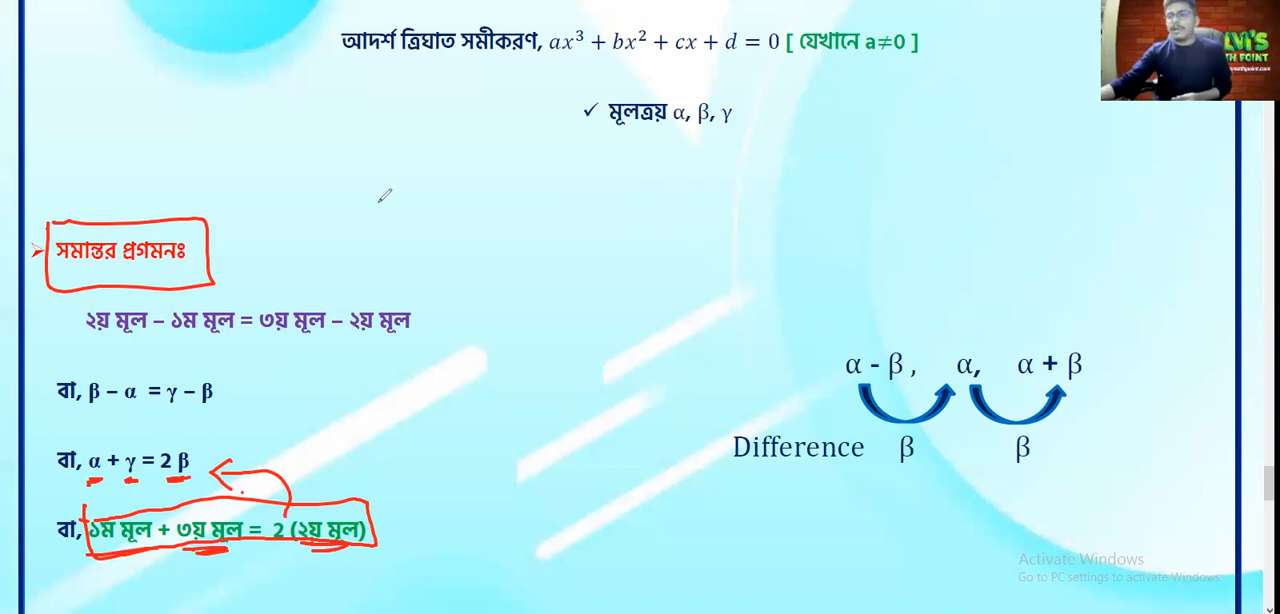 আদর্শ ত্রিঘাত সমীকরণ, ax³ + bx² + cx + d = 0 [ যেখানে a≠0 ]
✓ মূলত্রয় α, β, γ
➤ সমান্তর প্রগমনঃ
২য় মূল – ১ম মূল = ৩য় মূল – ২য় মূল
বা, β – α = γ – β
বা, α + γ = 2 β
বা, ১ম মূল + ৩য় মূল = 2 (২য় মূল)
α - β , α, α + β
Difference β β
Activate Windows
Go to PC settings to activate Windows.